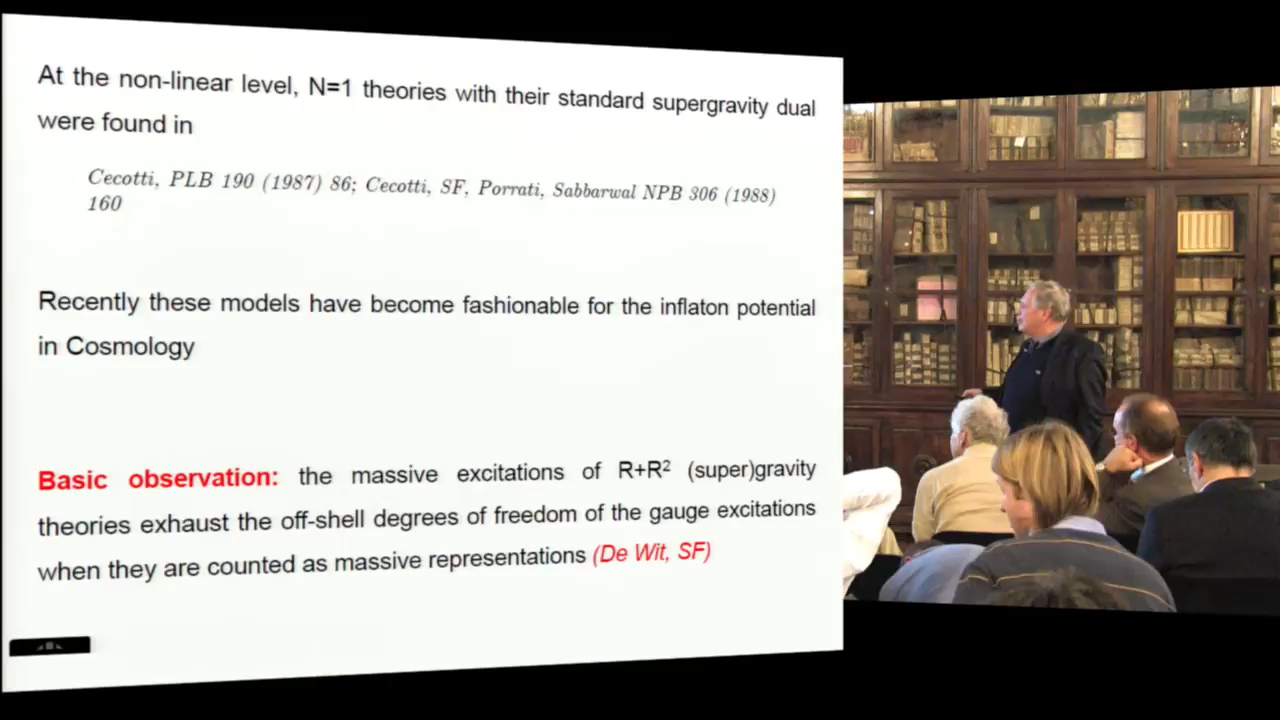 At the non-linear level, N=1 theories with their standard supergravity dual
were found in
Cecotti, PLB 190 (1987) 86; Cecotti, SF, Porrati, Sabbarwal NPB 306 (1988)
160
Recently these models have become fashionable for the inflaton potential
in Cosmology
Basic observation: the massive excitations of R+R² (super)gravity
theories exhaust the off-shell degrees of freedom of the gauge excitations
when they are counted as massive representations (De Wit, SF)